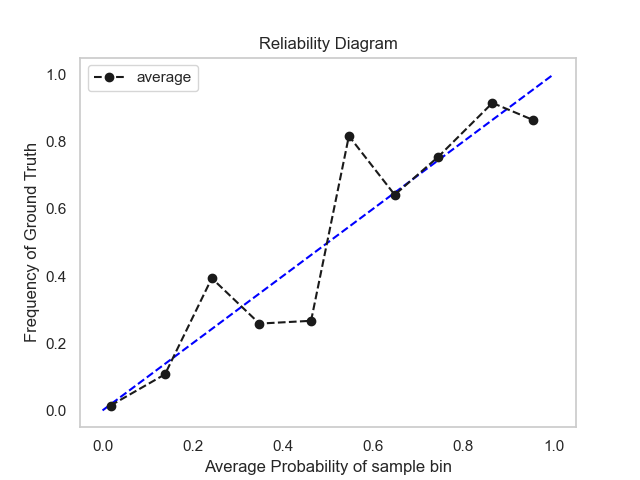 Reliability Diagram
average
1.0
0.8
0.6
0.4
0.2
0.0
Frequency of Ground Truth
0.0 0.2 0.4 0.6 0.8 1.0
Average Probability of sample bin